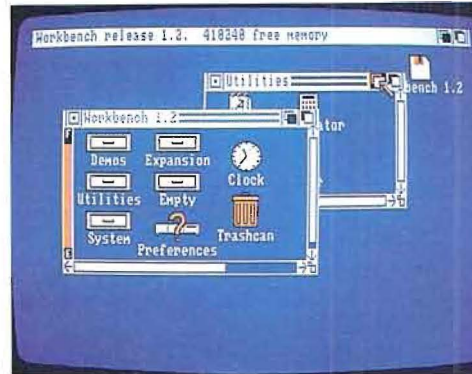 Workbench release 1.2. 418340 free memory
Utilities
bench 1.2
ator
Workbench 1.2
Demos Expansion
Clock
Utilities Empty
System
Trashcan
Preferences